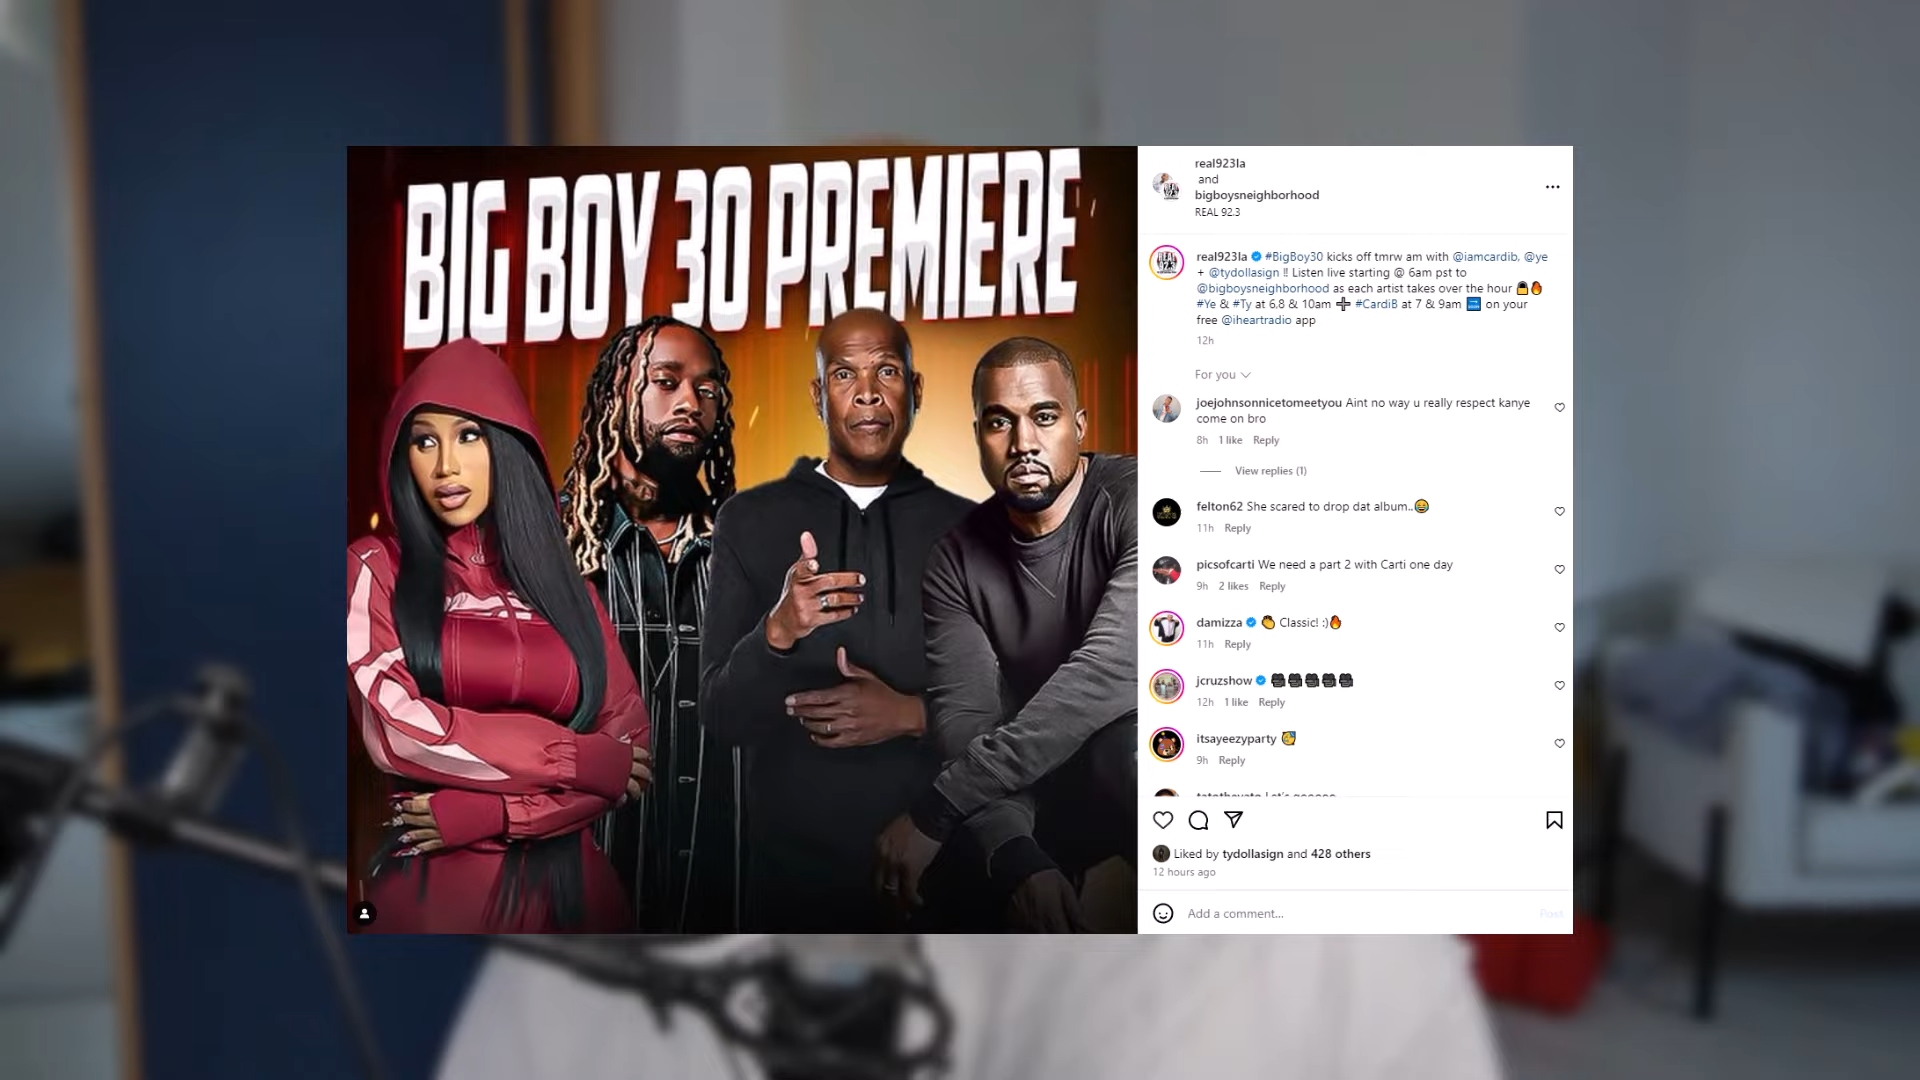 BIG BOY 30 PREMIERE
real923la
and
bigboysneighborhood
REAL 92.3
real923la #BigBoy30 kicks off tmrw am with @iamcardib, @ye
+ @tydollasign ‼️ Listen live starting @ 6am pst to
@bigboysneighborhood as each artist takes over the hour 🔥
#Ye & #Ty at 6,8 & 10am ➕ #CardiB at 7 & 9am on your
free @iheartradio app
12h
For you
joejohnsonnicetomeetyou Aint no way u really respect kanye
come on bro
8h 1 like Reply
View replies (1)
felton62 She scared to drop dat album..😂
11h Reply
picsofcarti We need a part 2 with Carti one day
9h 2 likes Reply
damizza 👏 Classic! :)🔥
11h Reply
jcruzshow
12h 1 like Reply
itsayeezyparty
9h Reply
Liked by tydollasign and 428 others
12 hours ago
Add a comment...
Post